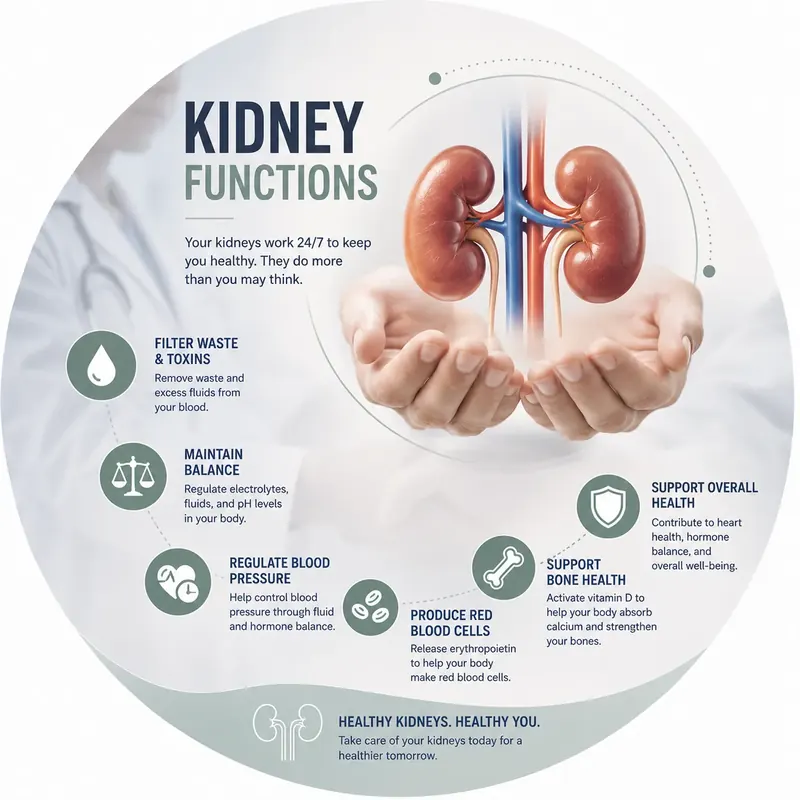 KIDNEY
FUNCTIONS
Your kidneys work 24/7 to keep
you healthy. They do more
than you may think.
FILTER WASTE
& TOXINS
Remove waste and
excess fluids from
your blood.
MAINTAIN
BALANCE
Regulate electrolytes,
fluids, and pH levels
in your body.
REGULATE BLOOD
PRESSURE
Help control blood
pressure through fluid
and hormone balance.
PRODUCE RED
BLOOD CELLS
Release erythropoietin
to help your body
make red blood cells.
SUPPORT
BONE HEALTH
Activate vitamin D to
help your body absorb
calcium and strengthen
your bones.
SUPPORT OVERALL
HEALTH
Contribute to heart
health, hormone
balance, and
overall well-being.
HEALTHY KIDNEYS. HEALTHY YOU.
Take care of your kidneys today for a
healthier tomorrow.